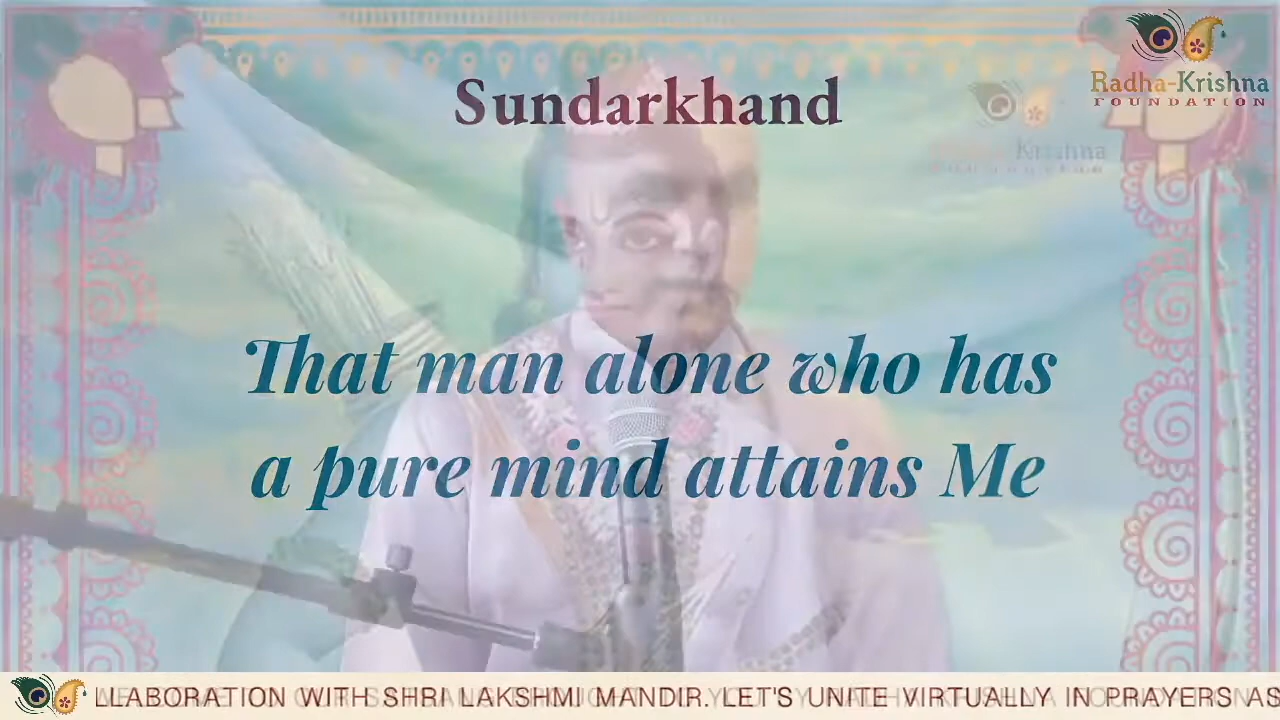 Radha-Krishna
FOUNDATION
Sundarkhand
Krishna
That man alone who has
a pure mind attains Me
LLABORATION WITH SHRI LAKSHMI MANDIR. LET'S UNITE VIRTUALLY IN PRAYERS AS